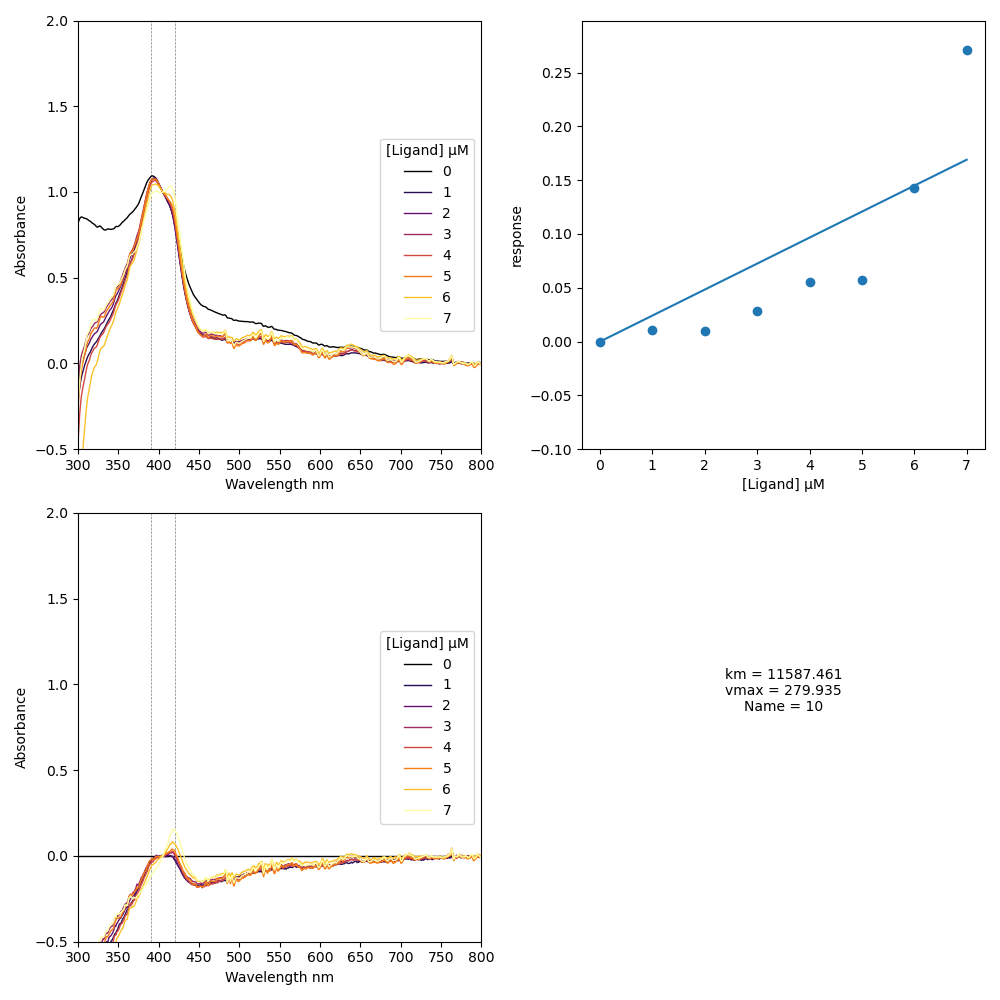 2.0
1.5
1.0
0.5
0.0
−0.5
Absorbance
300 350 400 450 500 550 600 650 700 750 800
Wavelength nm
[Ligand] μM
0
1
2
3
4
5
6
7
0.25
0.20
0.15
0.10
0.05
0.00
−0.05
−0.10
response
0 1 2 3 4 5 6 7
[Ligand] μM
2.0
1.5
1.0
0.5
0.0
−0.5
Absorbance
300 350 400 450 500 550 600 650 700 750 800
Wavelength nm
[Ligand] μM
0
1
2
3
4
5
6
7
km = 11587.461
vmax = 279.935
Name = 10